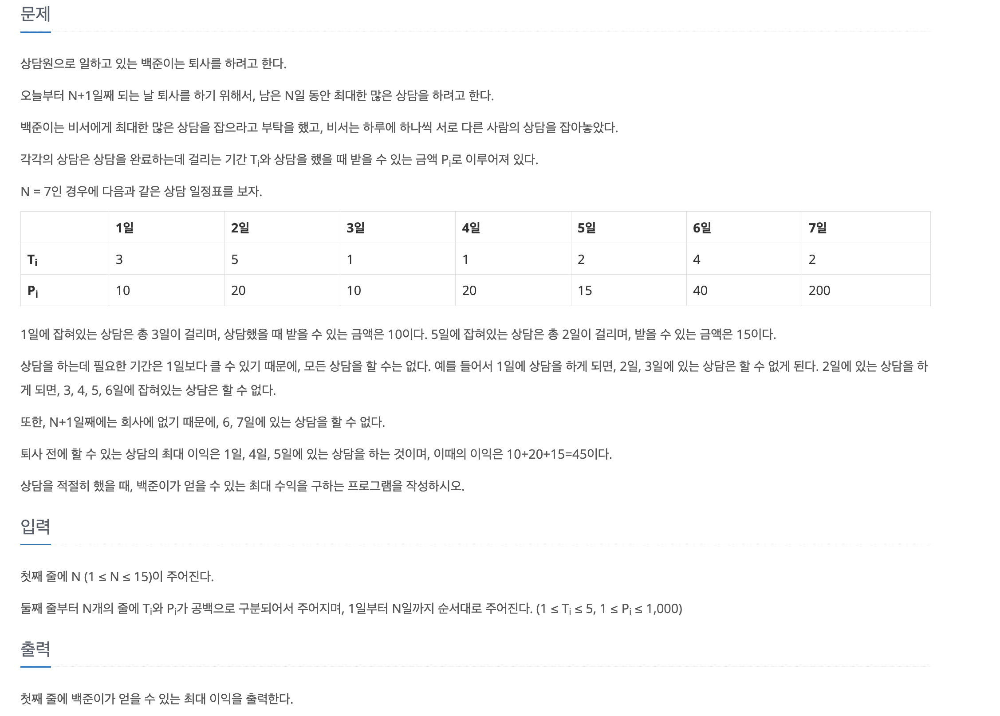 문제
상담원으로 일하고 있는 백준이는 퇴사를 하려고 한다.
오늘부터 N+1일째 되는 날 퇴사를 하기 위해서, 남은 N일 동안 최대한 많은 상담을 하려고 한다.
백준이는 비서에게 최대한 많은 상담을 잡으라고 부탁을 했고, 비서는 하루에 하나씩 서로 다른 사람의 상담을 잡아놓았다.
각각의 상담은 상담을 완료하는데 걸리는 기간 Ti와 상담을 했을 때 받을 수 있는 금액 Pi로 이루어져 있다.
N = 7인 경우에 다음과 같은 상담 일정표를 보자.
1일 2일 3일 4일 5일 6일 7일
Ti 3 5 1 1 2 4 2
Pi 10 20 10 20 15 40 200
1일에 잡혀있는 상담은 총 3일이 걸리며, 상담했을 때 받을 수 있는 금액은 10이다. 5일에 잡혀있는 상담은 총 2일이 걸리며, 받을 수 있는 금액은 15이다.
상담을 하는데 필요한 기간은 1일보다 클 수 있기 때문에, 모든 상담을 할 수는 없다. 예를 들어서 1일에 상담을 하게 되면, 2일, 3일에 있는 상담은 할 수 없게 된다. 2일에 있는 상담을 하
게 되면, 3, 4, 5, 6일에 잡혀있는 상담은 할 수 없다.
또한, N+1일째에는 회사에 없기 때문에, 6, 7일에 있는 상담을 할 수 없다.
퇴사 전에 할 수 있는 상담의 최대 이익은 1일, 4일, 5일에 있는 상담을 하는 것이며, 이때의 이익은 10+20+15=45이다.
상담을 적절히 했을 때, 백준이가 얻을 수 있는 최대 수익을 구하는 프로그램을 작성하시오.
입력
첫째 줄에 N (1 ≤ N ≤ 15)이 주어진다.
둘째 줄부터 N개의 줄에 Ti와 Pi가 공백으로 구분되어서 주어지며, 1일부터 N일까지 순서대로 주어진다. (1 ≤ Ti ≤ 5, 1 ≤ Pi ≤ 1,000)
출력
첫째 줄에 백준이가 얻을 수 있는 최대 이익을 출력한다.